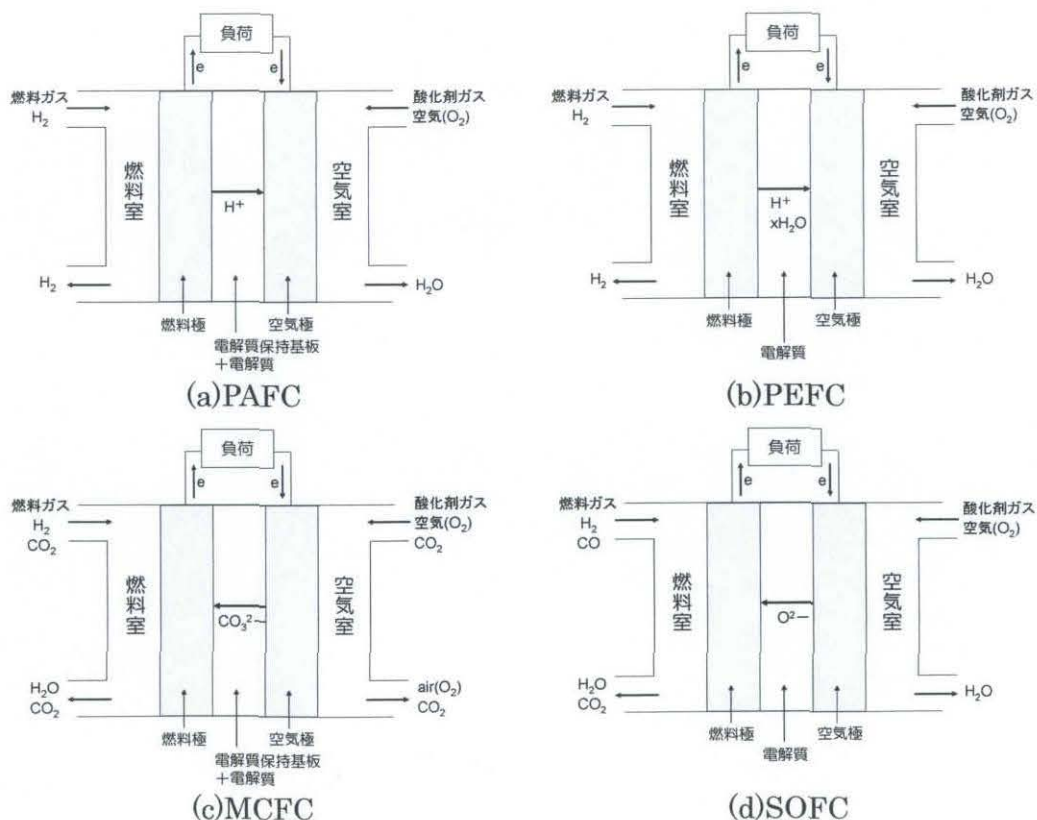 負荷
e
e
燃料ガス
H₂
酸化剤ガス
空気(O₂)
燃料室
空気室
H⁺
H₂
H₂O
燃料極
空気極
電解質保持基板
+電解質
(a)PAFC
負荷
e
e
燃料ガス
H₂
酸化剤ガス
空気(O₂)
燃料室
空気室
H⁺
xH₂O
H₂
H₂O
燃料極
空気極
電解質
(b)PEFC
負荷
e
e
燃料ガス
H₂
CO₂
酸化剤ガス
空気(O₂)
CO₂
燃料室
空気室
CO₃²−
H₂O
CO₂
air(O₂)
CO₂
燃料極
空気極
電解質保持基板
+電解質
(c)MCFC
負荷
e
e
燃料ガス
H₂
CO
酸化剤ガス
空気(O₂)
燃料室
空気室
O²−
H₂O
CO₂
H₂O
燃料極
空気極
電解質
(d)SOFC